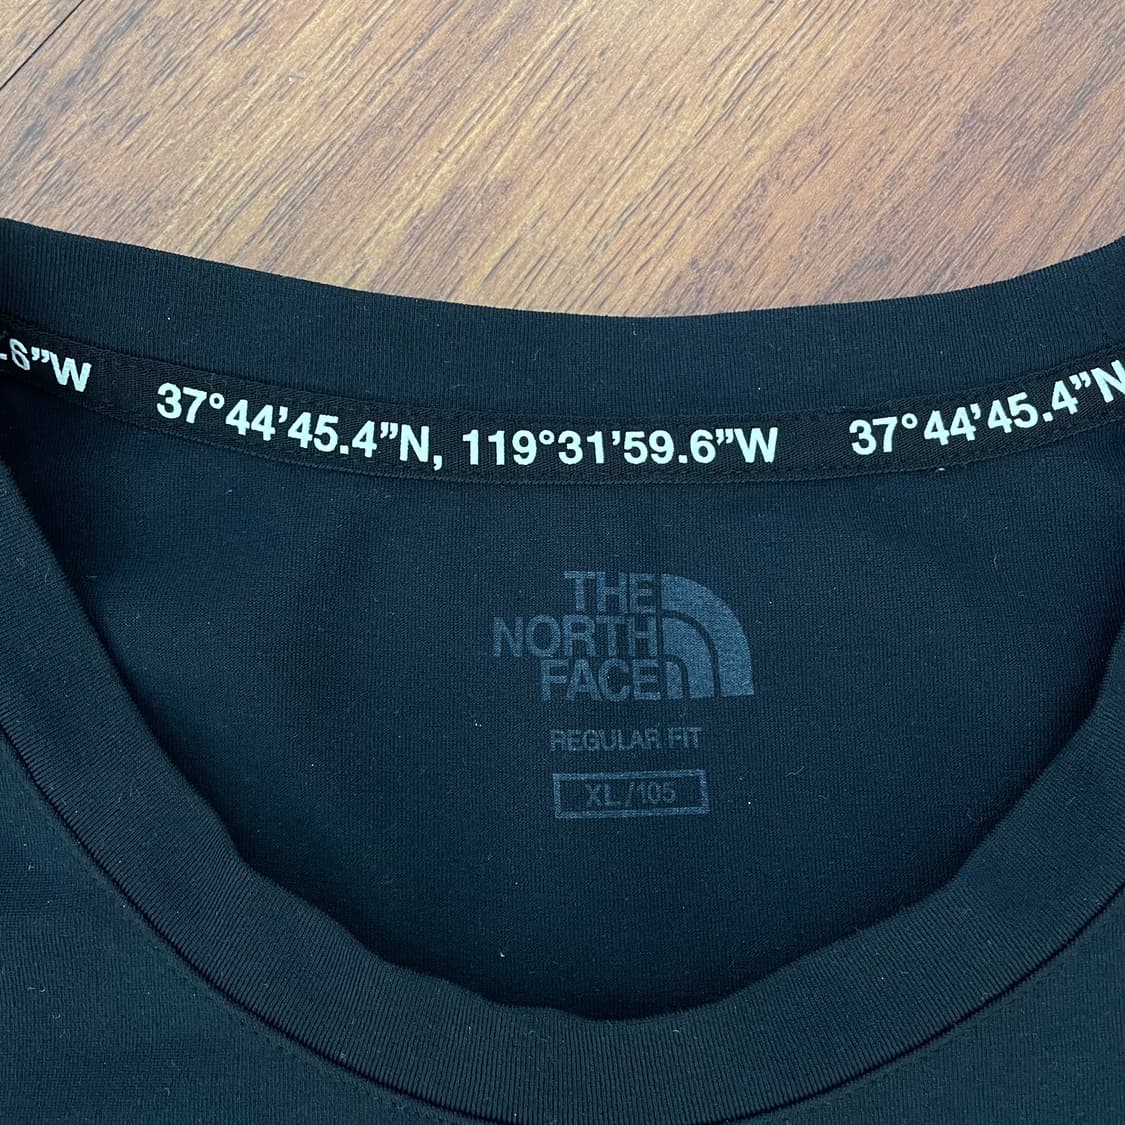 .6”W 37°44’45.4”N, 119°31’59.6”W 37°44’45.4”N
THE
NORTH
FACE
REGULAR FIT
XL/105